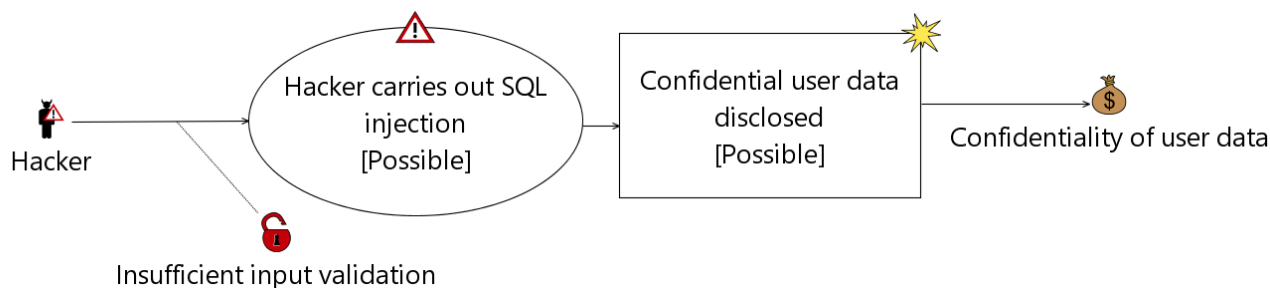 Hacker
Insufficient input validation
Hacker carries out SQL
injection
[Possible]
Confidential user data
disclosed
[Possible]
$
Confidentiality of user data